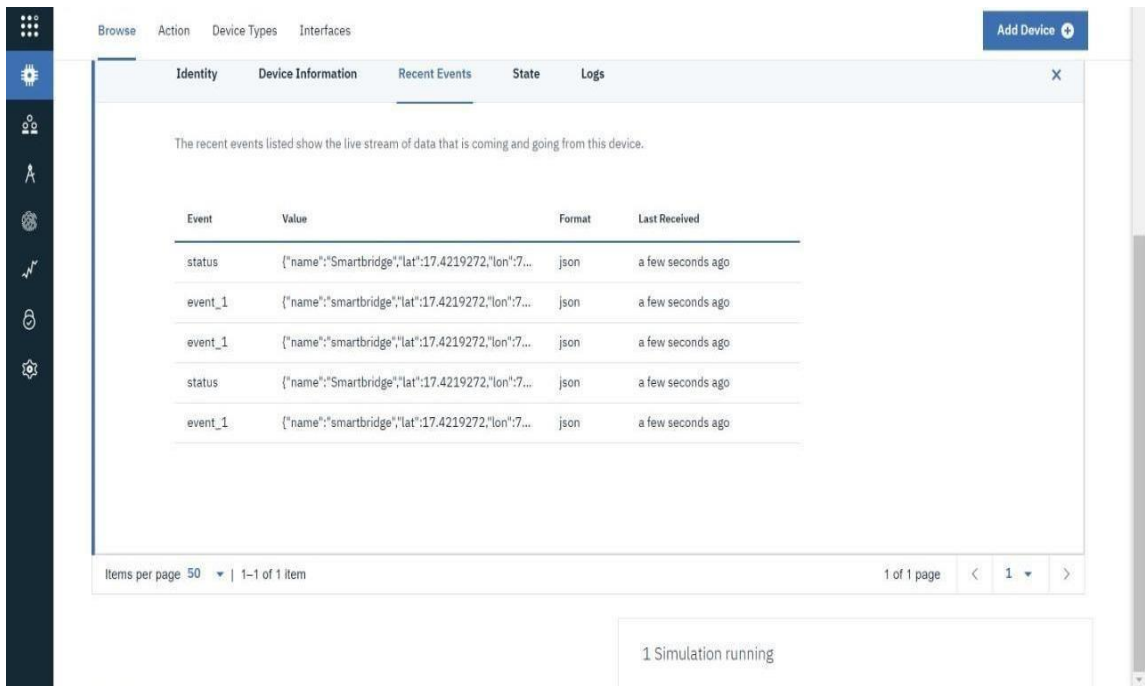 Browse Action Device Types Interfaces Add Device
Identity Device Information Recent Events State Logs X
The recent events listed show the live stream of data that is coming and going from this device.
Event Value Format Last Received
status {"name":"Smartbridge","lat":17.4219272,"lon":7... json a few seconds ago
event_1 {"name":"smartbridge","lat":17.4219272,"lon":7... json a few seconds ago
event_1 {"name":"smartbridge","lat":17.4219272,"lon":7... json a few seconds ago
status {"name":"Smartbridge","lat":17.4219272,"lon":7... json a few seconds ago
event_1 {"name":"smartbridge","lat":17.4219272,"lon":7... json a few seconds ago
Items per page 50 | 1–1 of 1 item 1 of 1 page < 1 >
1 Simulation running